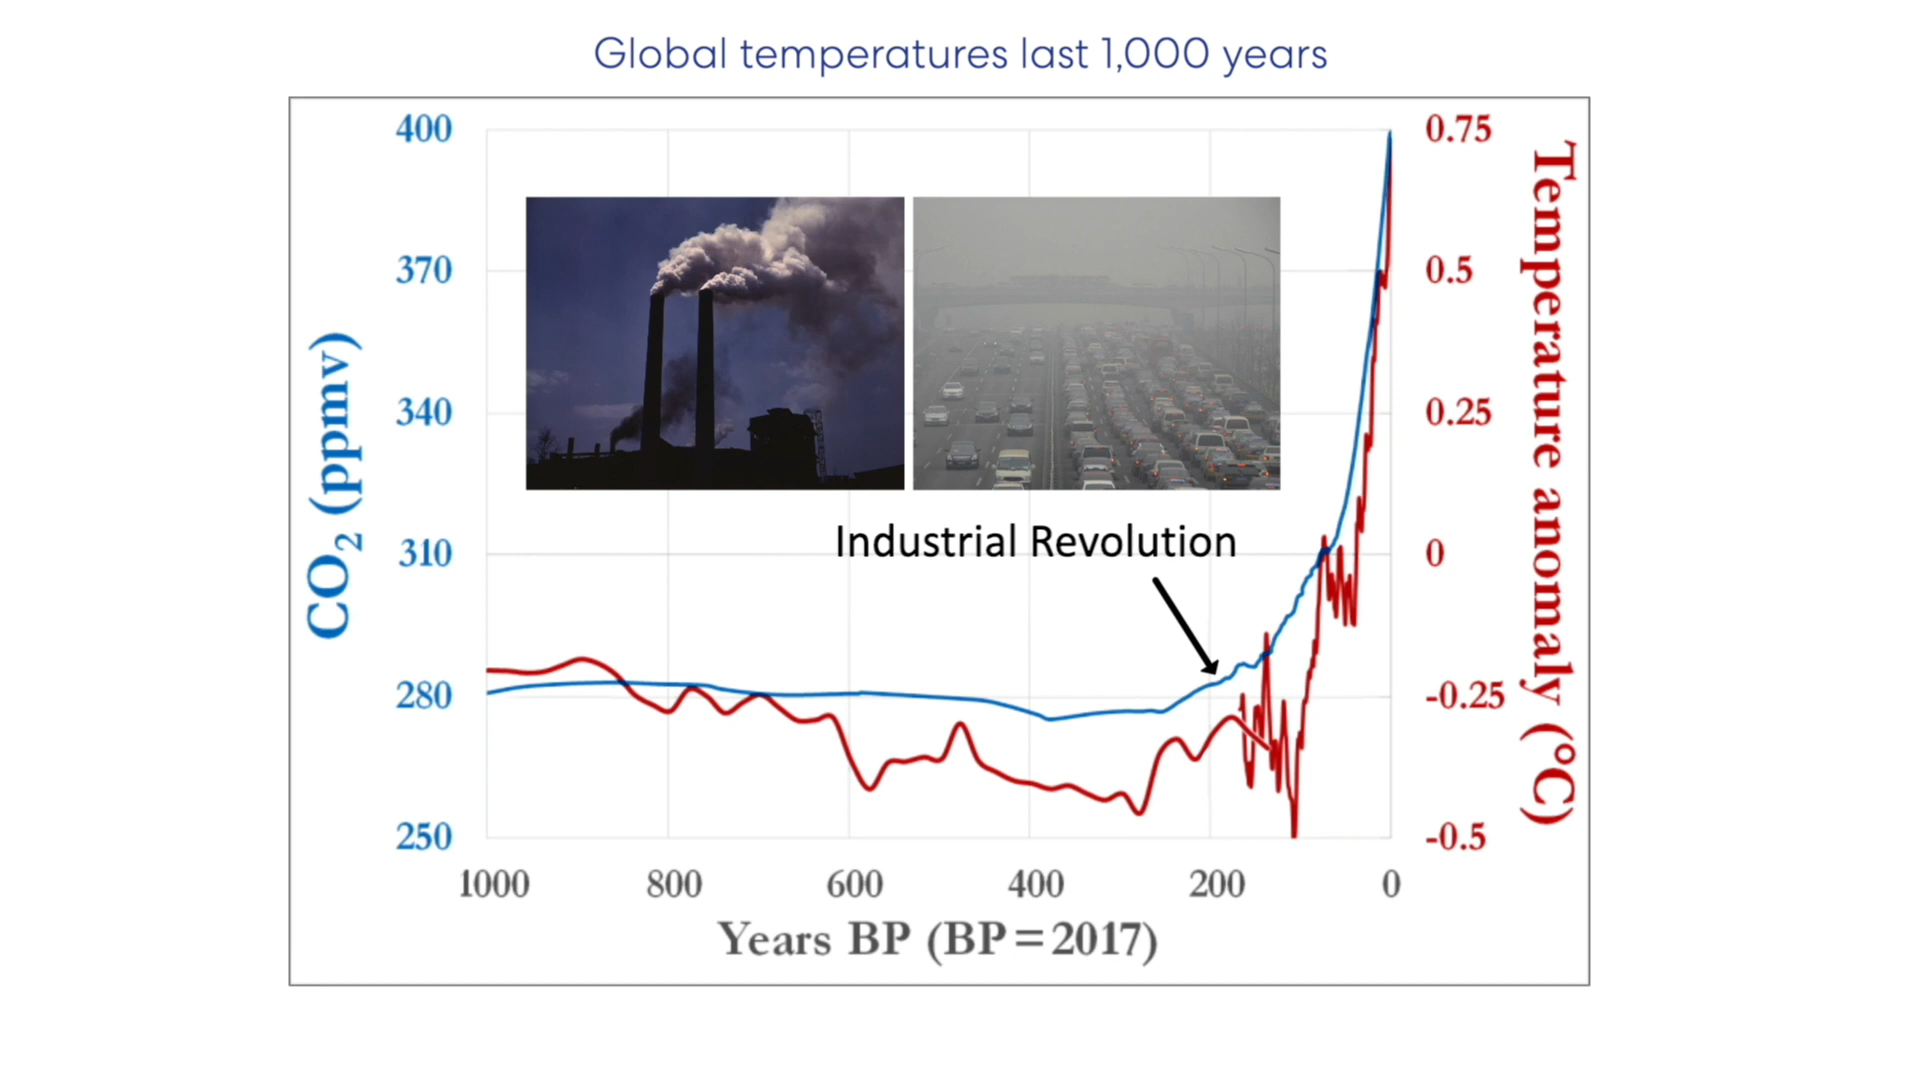 Global temperatures last 1,000 years
400
370
340
310
280
250
CO2 (ppmv)
0.75
0.5
0.25
0
-0.25
-0.5
Temperature anomaly (°C)
Industrial Revolution
1000 800 600 400 200 0
Years BP (BP=2017)